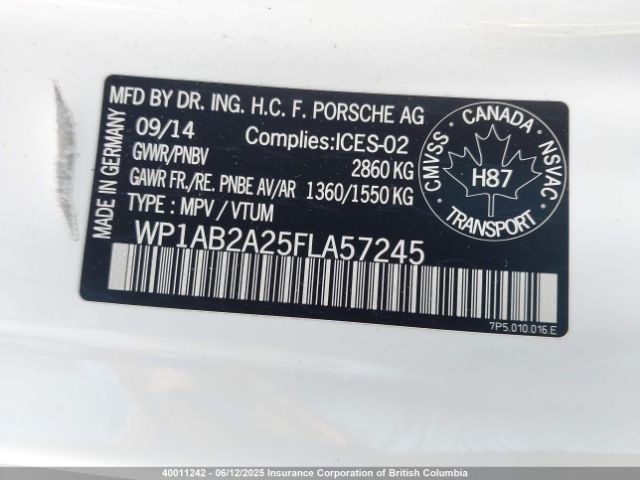 MFD BY DR. ING. H.C. F. PORSCHE AG
MADE IN GERMANY
09/14 Complies:ICES-02
GWR/PNBV 2860 KG
GAWR FR./RE. PNBE AV/AR 1360/1550 KG
TYPE : MPV / VTUM
WP1AB2A25FLA57245
CANADA
CMVSS
NSVAC
H87
TRANSPORT
7P5.010.016.E
40011242 - 06/12/2025 Insurance Corporation of British Columbia